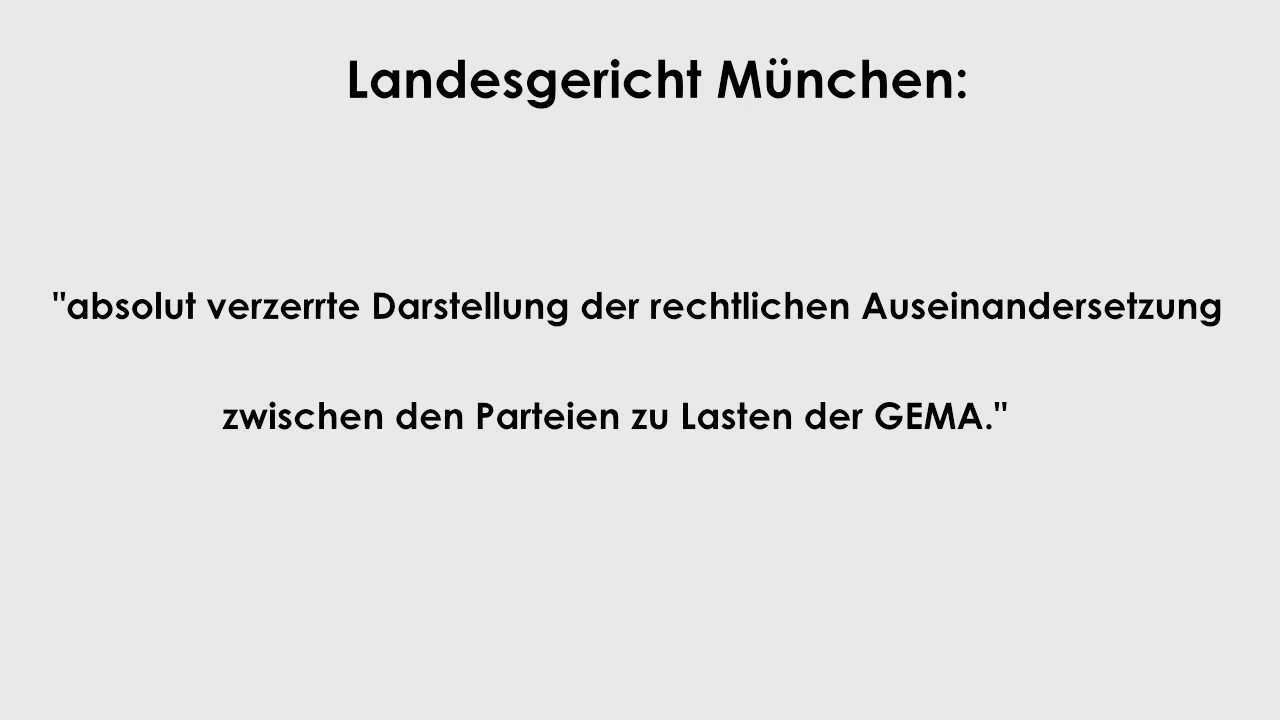 Landesgericht München:
"absolut verzerrte Darstellung der rechtlichen Auseinandersetzung
zwischen den Parteien zu Lasten der GEMA."